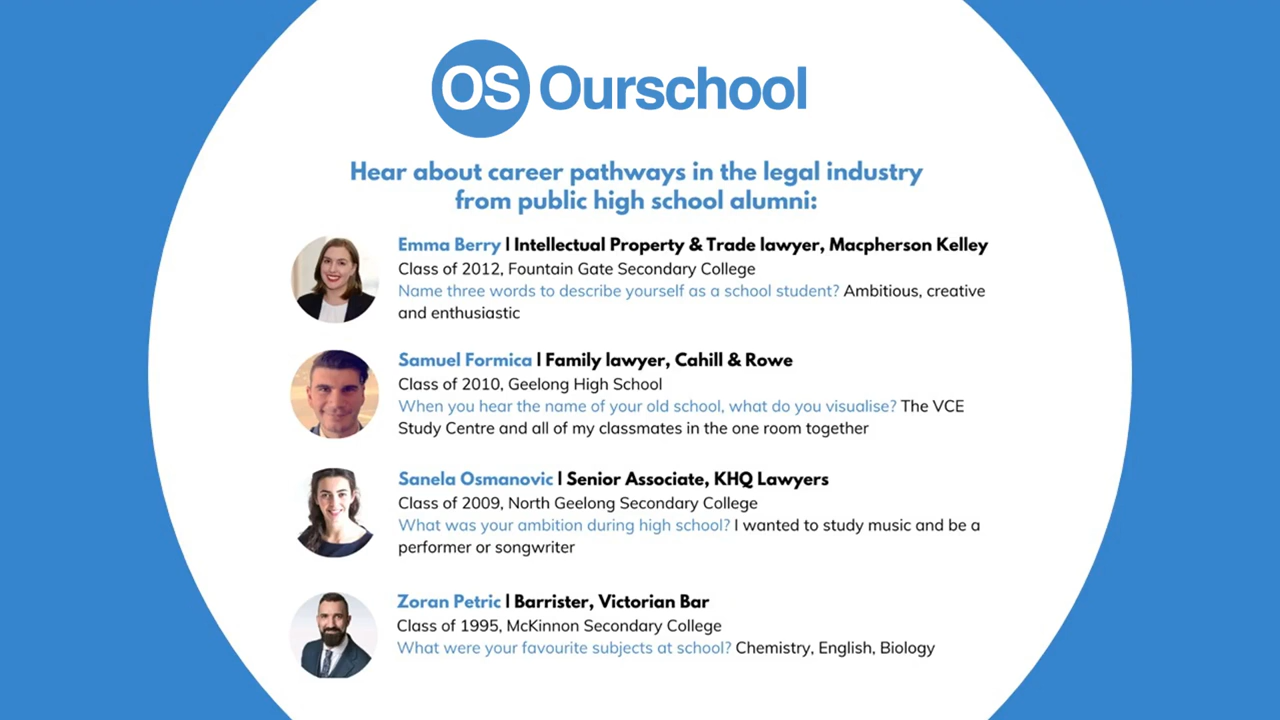 OS Ourschool
Hear about career pathways in the legal industry
from public high school alumni:
Emma Berry | Intellectual Property & Trade lawyer, Macpherson Kelley
Class of 2012, Fountain Gate Secondary College
Name three words to describe yourself as a school student? Ambitious, creative
and enthusiastic
Samuel Formica | Family lawyer, Cahill & Rowe
Class of 2010, Geelong High School
When you hear the name of your old school, what do you visualise? The VCE
Study Centre and all of my classmates in the one room together
Sanela Osmanovic | Senior Associate, KHQ Lawyers
Class of 2009, North Geelong Secondary College
What was your ambition during high school? I wanted to study music and be a
performer or songwriter
Zoran Petric | Barrister, Victorian Bar
Class of 1995, McKinnon Secondary College
What were your favourite subjects at school? Chemistry, English, Biology